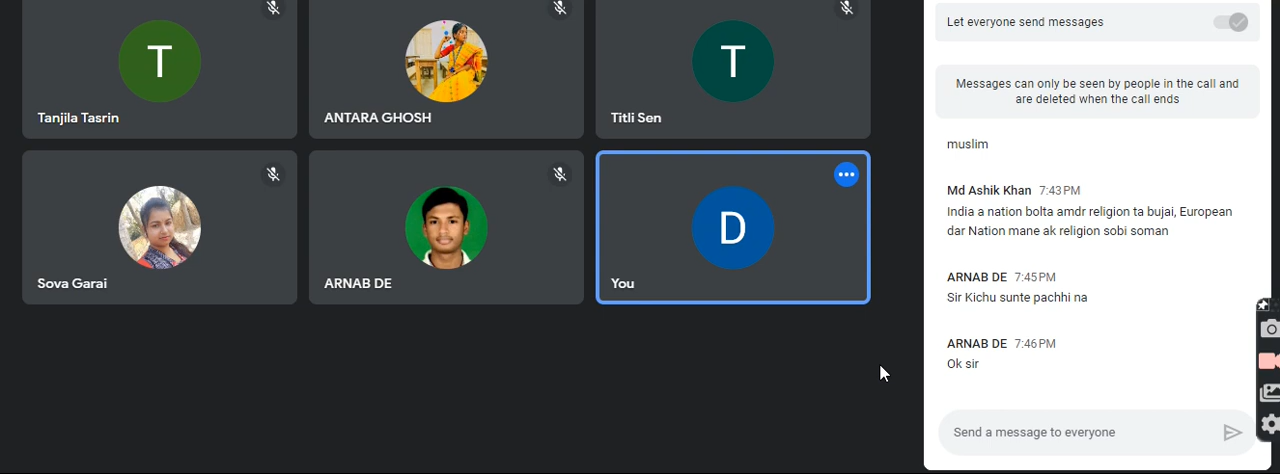 T
Tanjila Tasrin
ANTARA GHOSH
T
Titli Sen
Sova Garai
ARNAB DE
D
You
Let everyone send messages
Messages can only be seen by people in the call and
are deleted when the call ends
muslim
Md Ashik Khan 7:43 PM
India a nation bolta amdr religion ta bujai, European
dar Nation mane ak religion sobi soman
ARNAB DE 7:45 PM
Sir Kichu sunte pachhi na
ARNAB DE 7:46 PM
Ok sir
Send a message to everyone